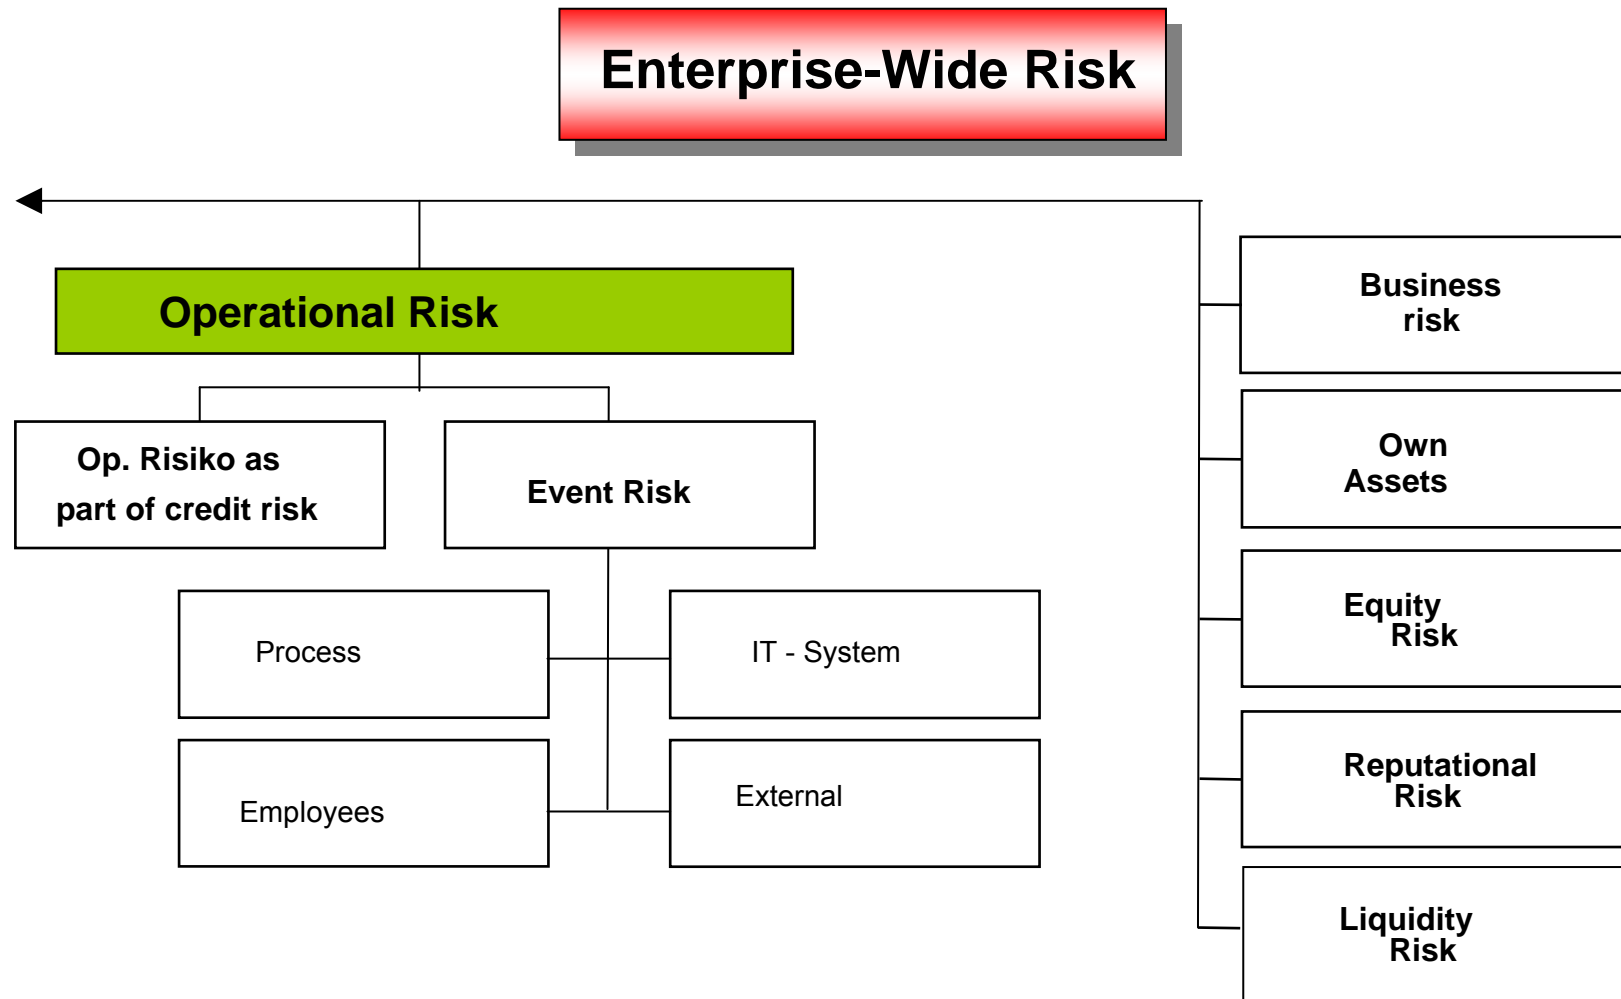 Enterprise-Wide Risk
Operational Risk
Op. Risiko as
part of credit risk
Event Risk
Process
IT - System
Employees
External
Business
risk
Own
Assets
Equity
Risk
Reputational
Risk
Liquidity
Risk